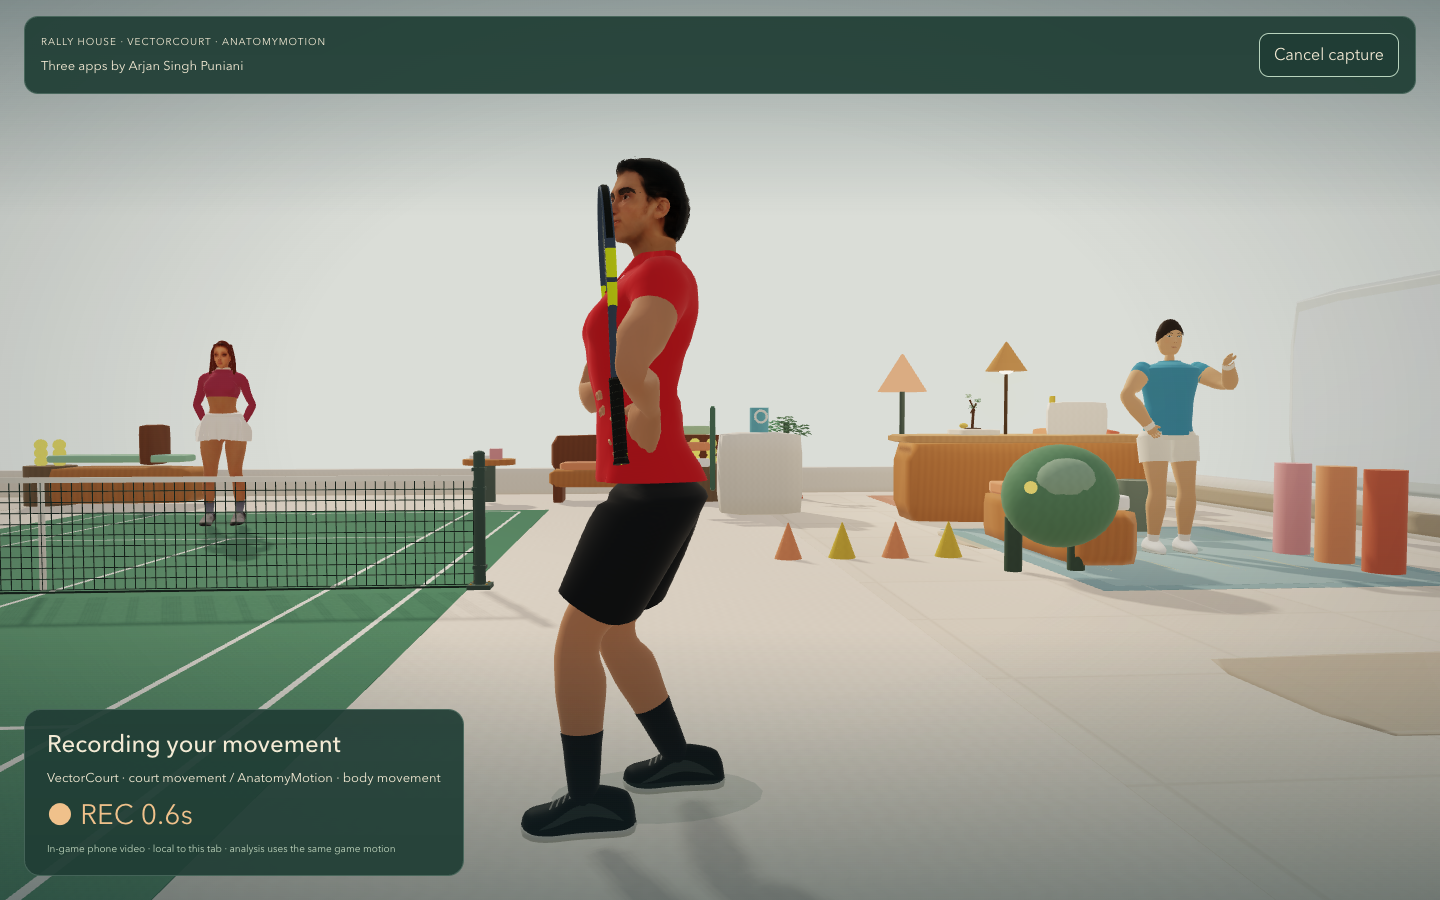 RALLY HOUSE · VECTORCOURT · ANATOMYMOTION
Three apps by Arjan Singh Puniani
Cancel capture
Recording your movement
VectorCourt · court movement / AnatomyMotion · body movement
REC 0.6s
In-game phone video · local to this tab · analysis uses the same game motion